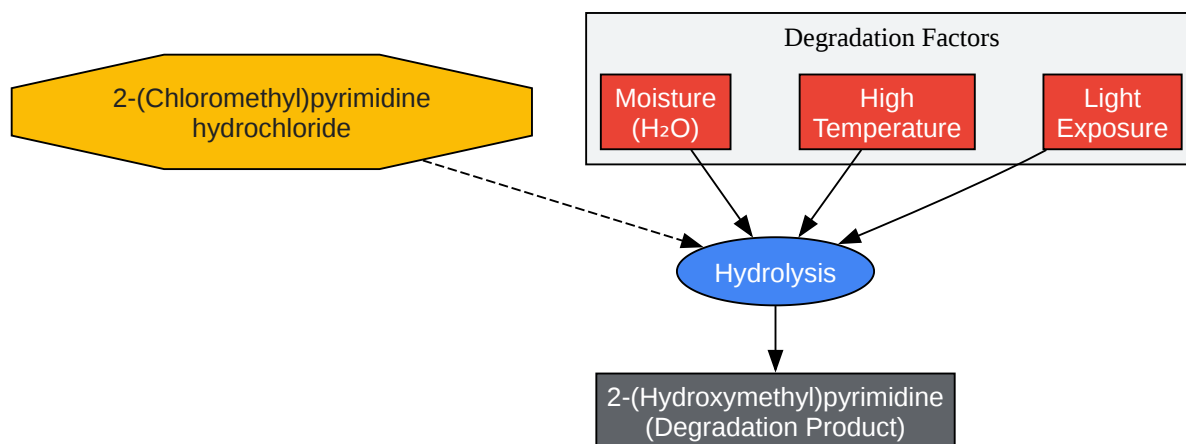 Degradation Factors
2-(Chloromethyl)pyrimidine
hydrochloride
Moisture
(H₂O)
High
Temperature
Light
Exposure
Hydrolysis
2-(Hydroxymethyl)pyrimidine
(Degradation Product)